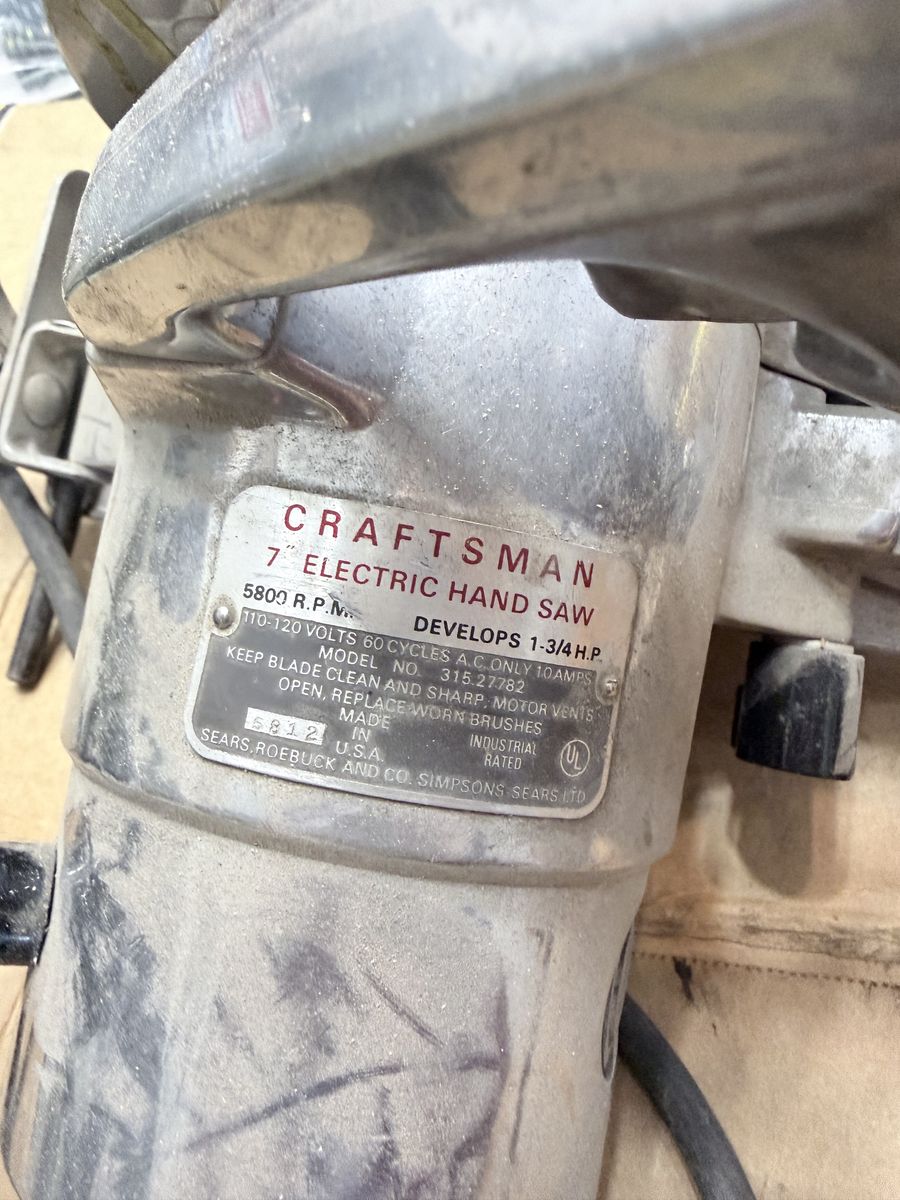 CRAFTSMAN
7" ELECTRIC HAND SAW
5800 R.P.M. DEVELOPS 1-3/4 H.P.
110-120 VOLTS 60 CYCLES A.C. ONLY 10 AMPS
MODEL NO. 315.27782
KEEP BLADE CLEAN AND SHARP, MOTOR VENTS
OPEN, REPLACE WORN BRUSHES
MADE
IN
U.S.A.
INDUSTRIAL
RATED
UL
6812
SEARS, ROEBUCK AND CO. SIMPSONS-SEARS LTD